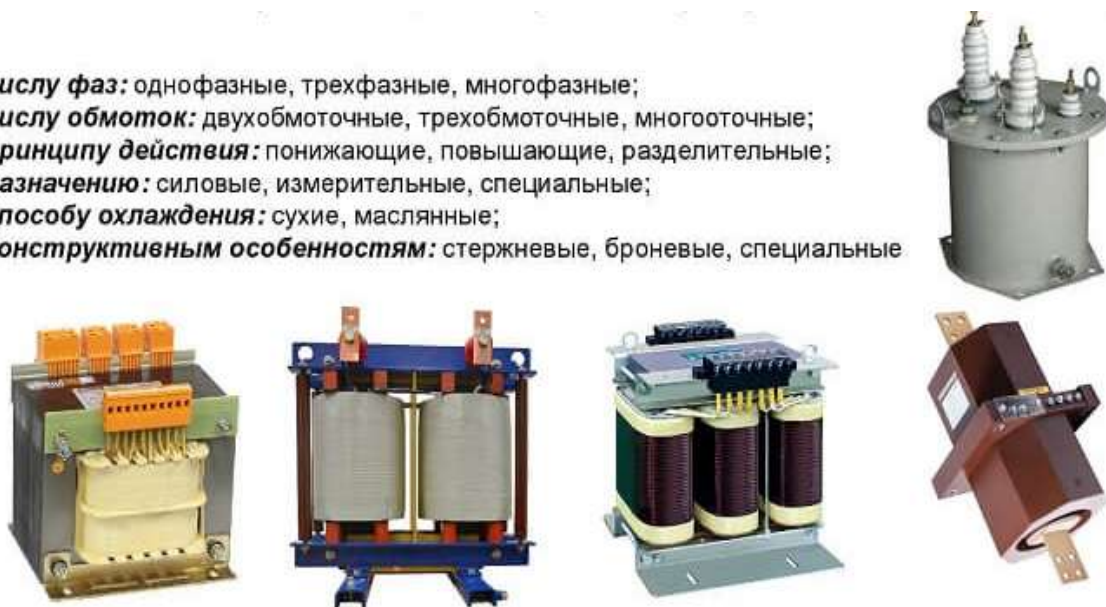 ислу фаз: однофазные, трехфазные, многофазные;
ислу обмоток: двухобмоточные, трехобмоточные, многооточные;
ринципу действия: понижающие, повышающие, разделительные;
азначению: силовые, измерительные, специальные;
пособу охлаждения: сухие, маслянные;
онструктивным особенностям: стержневые, броневые, специальные